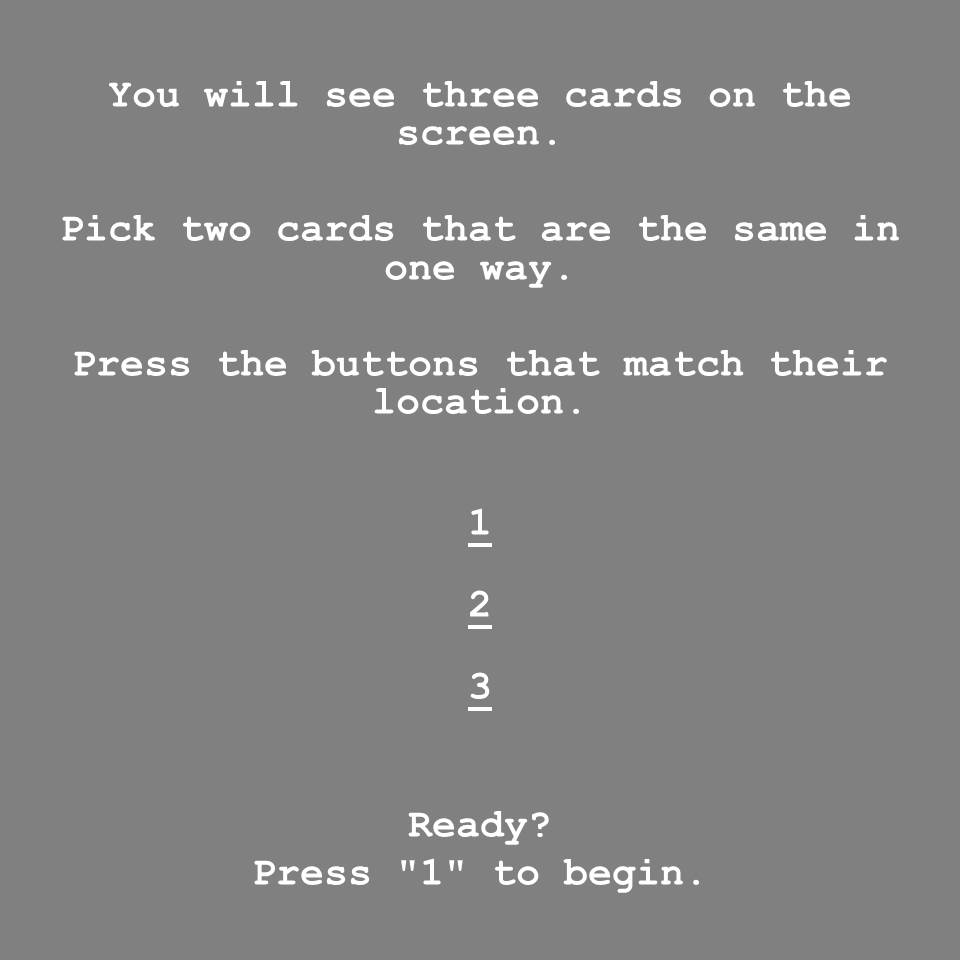 You will see three cards on the
screen.
Pick two cards that are the same in
one way.
Press the buttons that match their
location.
1
2
3
Ready?
Press "1" to begin.